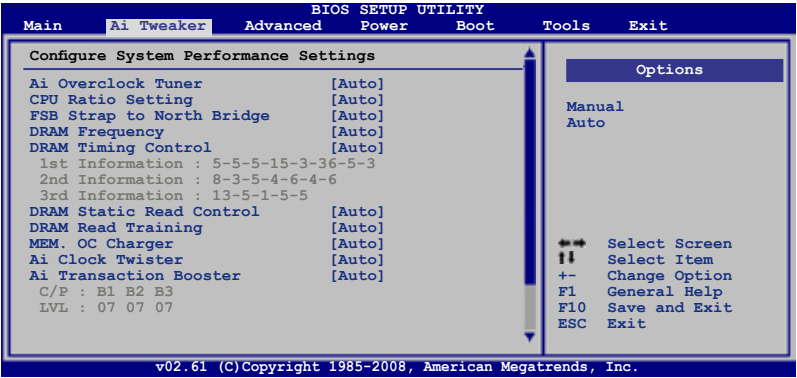 BIOS SETUP UTILITY
Main Ai Tweaker Advanced Power Boot Tools Exit
Configure System Performance Settings
Ai Overclock Tuner [Auto]
CPU Ratio Setting [Auto]
FSB Strap to North Bridge [Auto]
DRAM Frequency [Auto]
DRAM Timing Control [Auto]
1st Information : 5-5-5-15-3-36-5-3
2nd Information : 8-3-5-4-6-4-6
3rd Information : 13-5-1-5-5
DRAM Static Read Control [Auto]
DRAM Read Training [Auto]
MEM. OC Charger [Auto]
Ai Clock Twister [Auto]
Ai Transaction Booster [Auto]
C/P : B1 B2 B3
LVL : 07 07 07
Options
Manual
Auto
←→ Select Screen
↑↓ Select Item
+- Change Option
F1 General Help
F10 Save and Exit
ESC Exit
v02.61 (C)Copyright 1985-2008, American Megatrends, Inc.